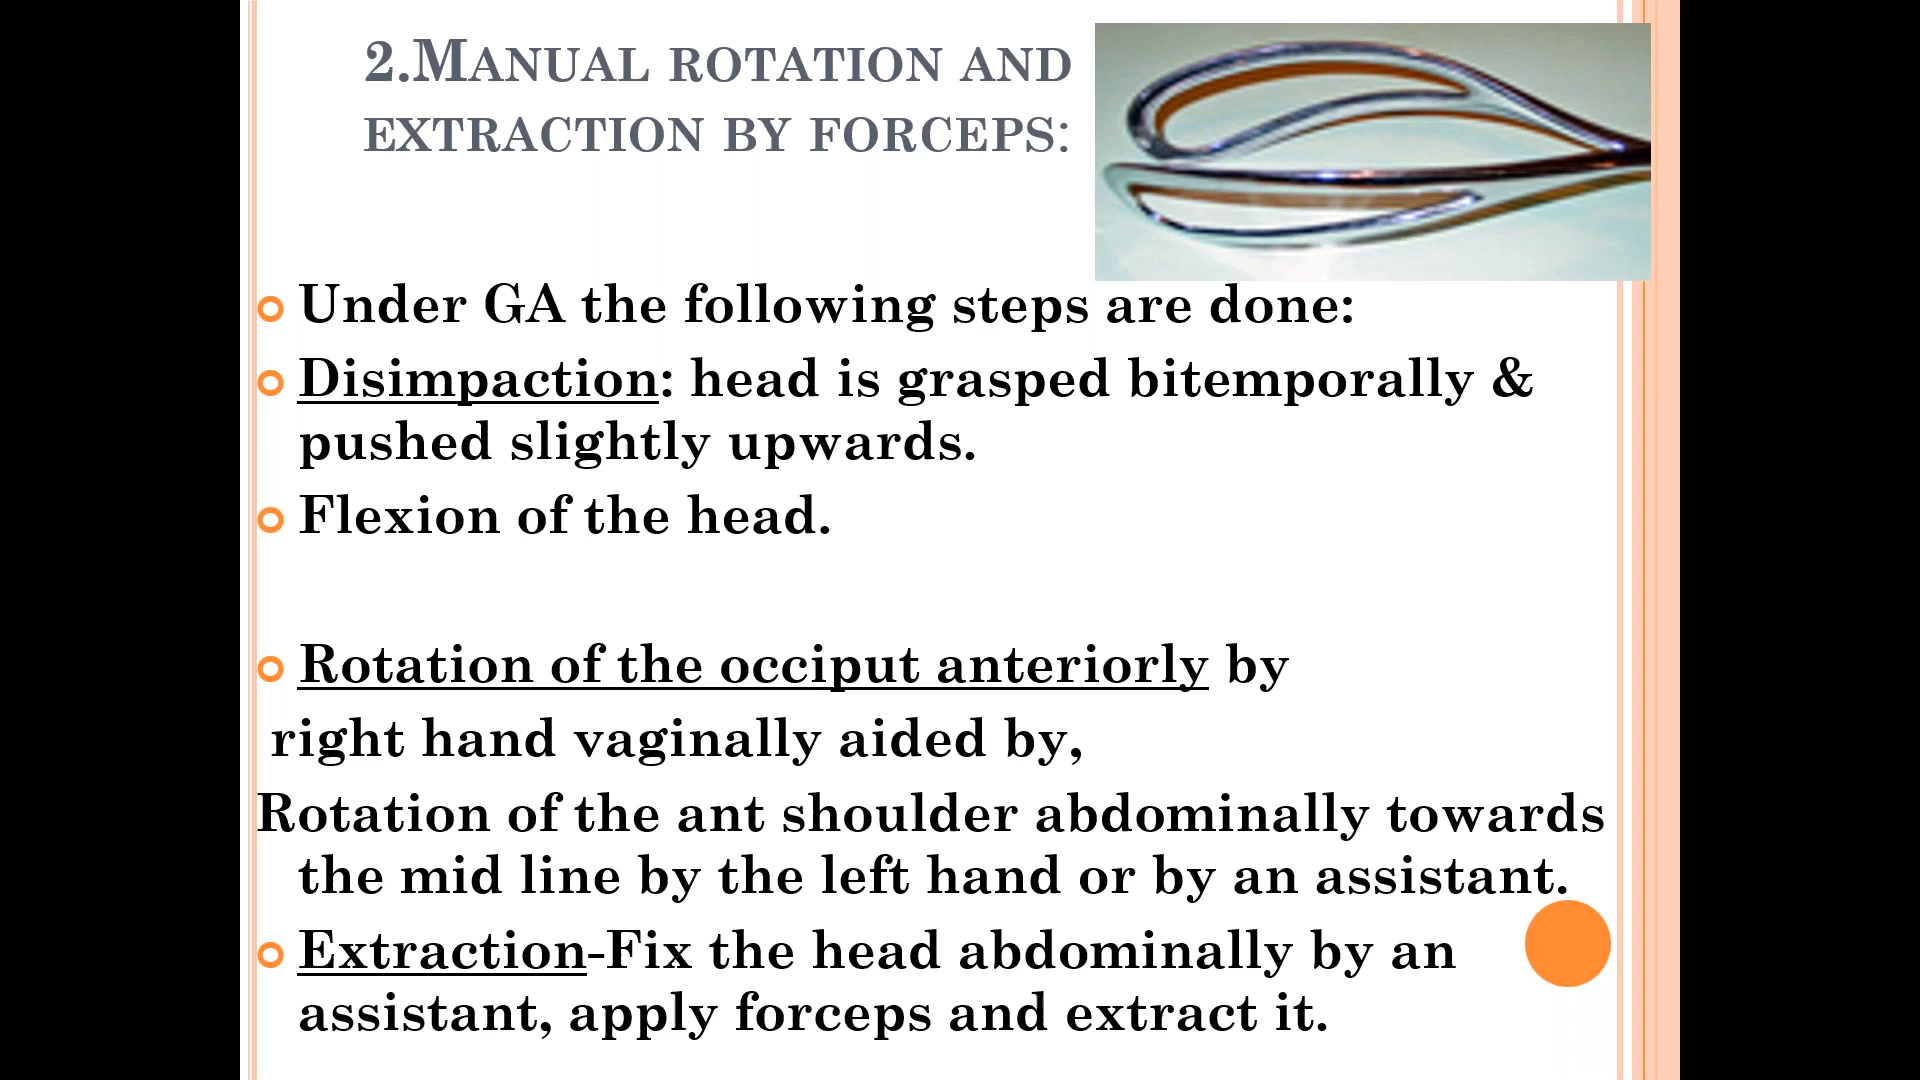 2.Manual rotation and
extraction by forceps:
Under GA the following steps are done:
Disimpaction: head is grasped bitemporally &
pushed slightly upwards.
Flexion of the head.
Rotation of the occiput anteriorly by
right hand vaginally aided by,
Rotation of the ant shoulder abdominally towards
the mid line by the left hand or by an assistant.
Extraction-Fix the head abdominally by an
assistant, apply forceps and extract it.